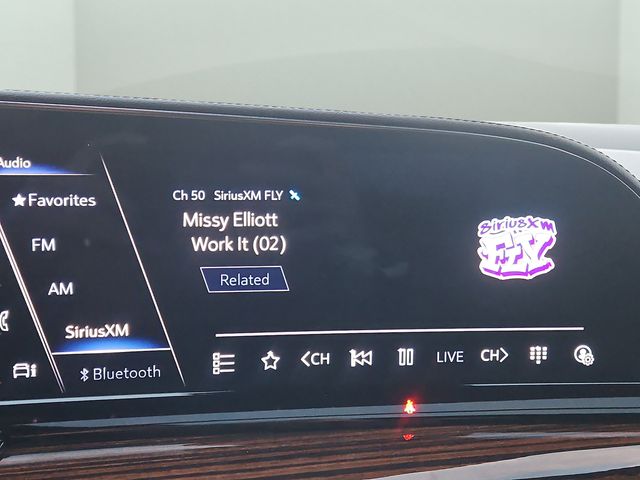 Audio
★Favorites
FM
AM
SiriusXM
Bluetooth
Ch 50 SiriusXM FLY
Missy Elliott
Work It (02)
Related
SiriusXM
FLY
<CH
LIVE
CH>